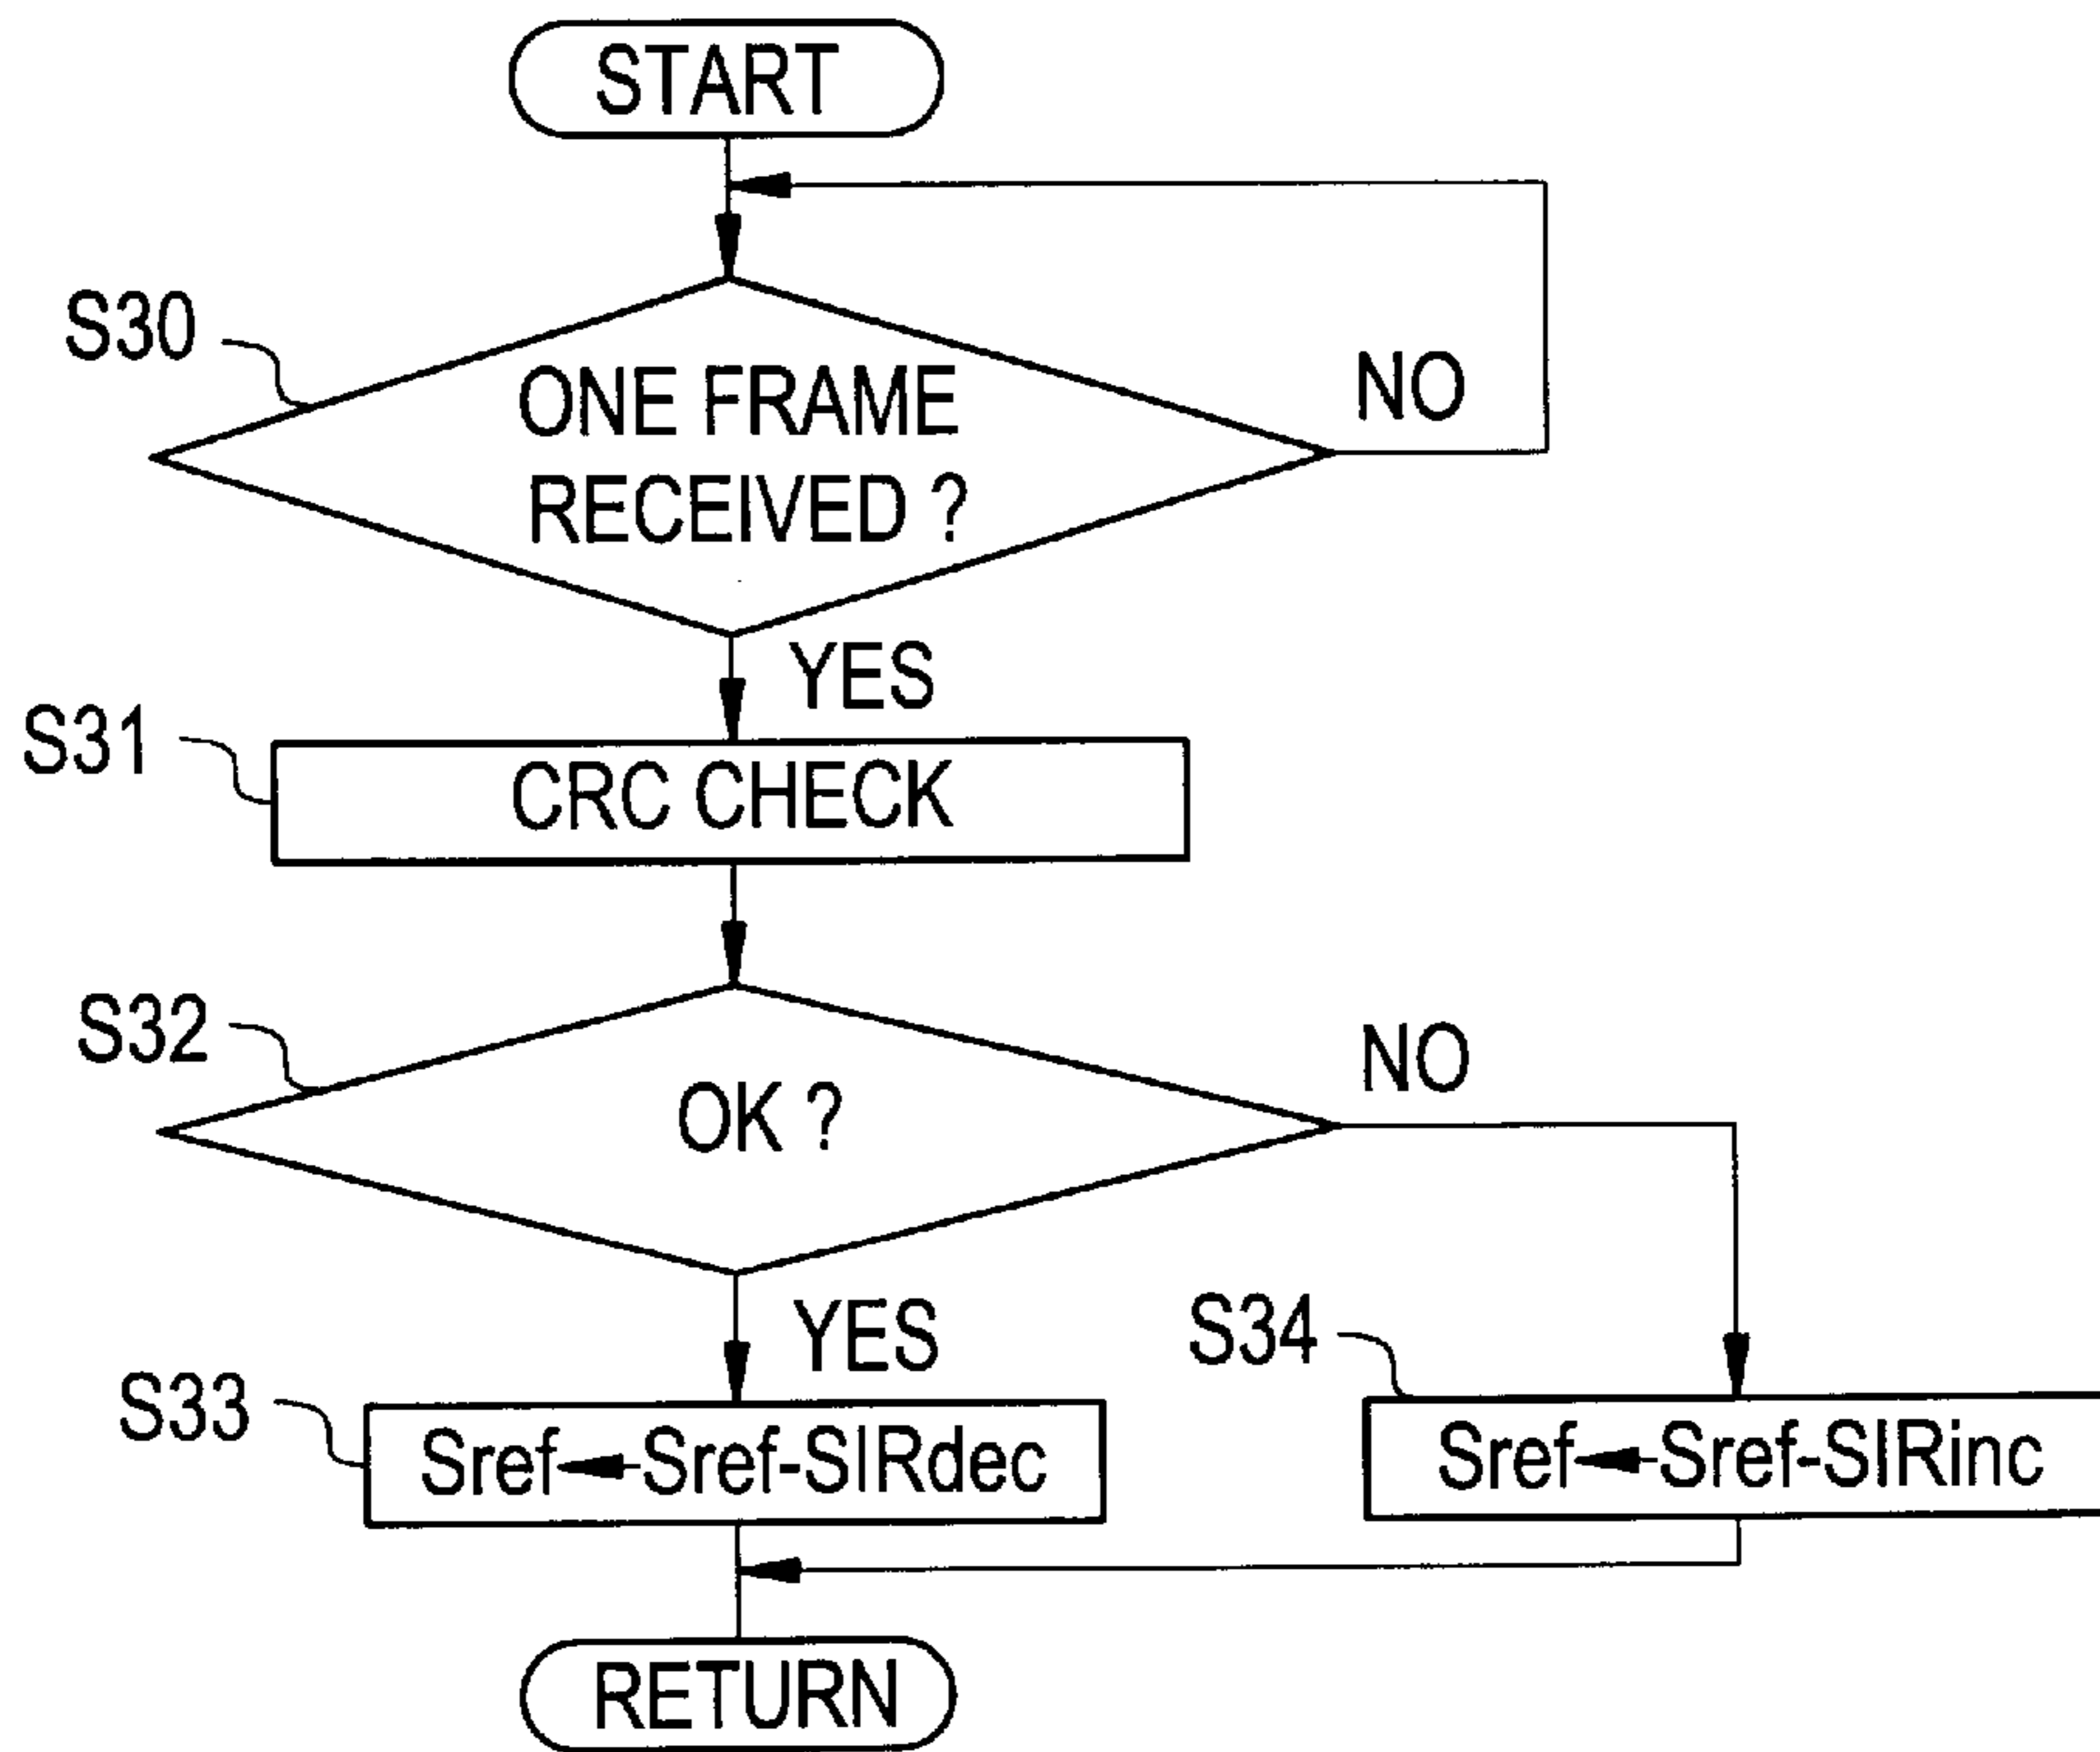 START
S30
ONE FRAME
RECEIVED ?
NO
YES
S31
CRC CHECK
S32
OK ?
NO
YES
S33
Sref←Sref-SIRdec
S34
Sref←Sref-SIRinc
RETURN